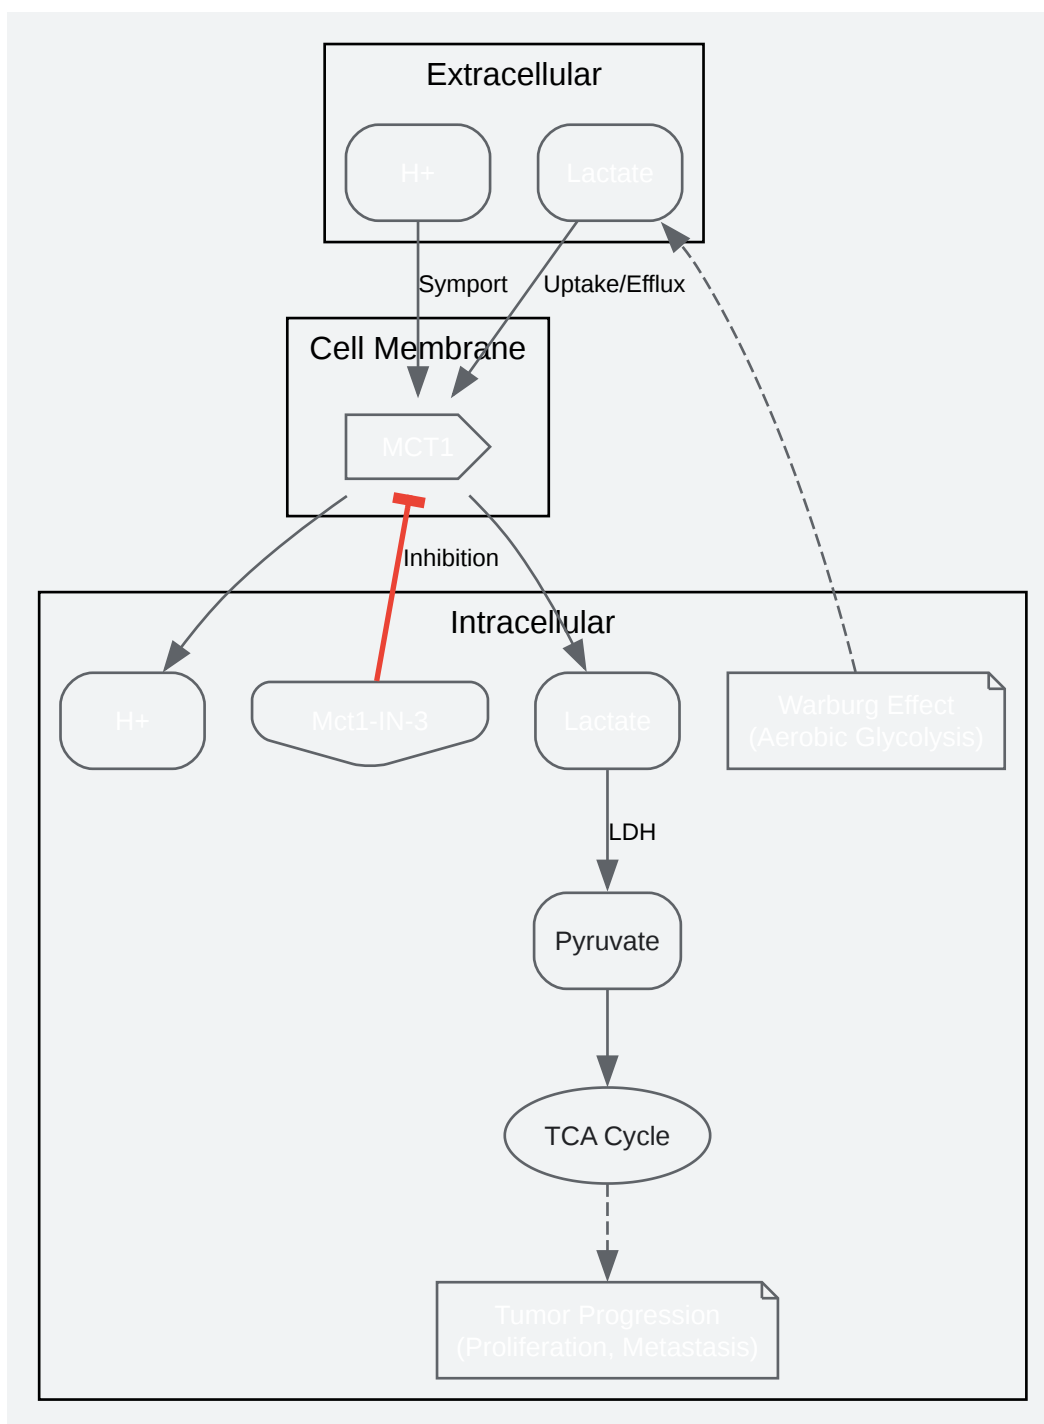 Extracellular
H+
Lactate
Symport
Uptake/Efflux
Cell Membrane
MCT1
Inhibition
Intracellular
H+
Mct1-IN-3
Lactate
Warburg Effect
(Aerobic Glycolysis)
LDH
Pyruvate
TCA Cycle
Tumor Progression
(Proliferation, Metastasis)